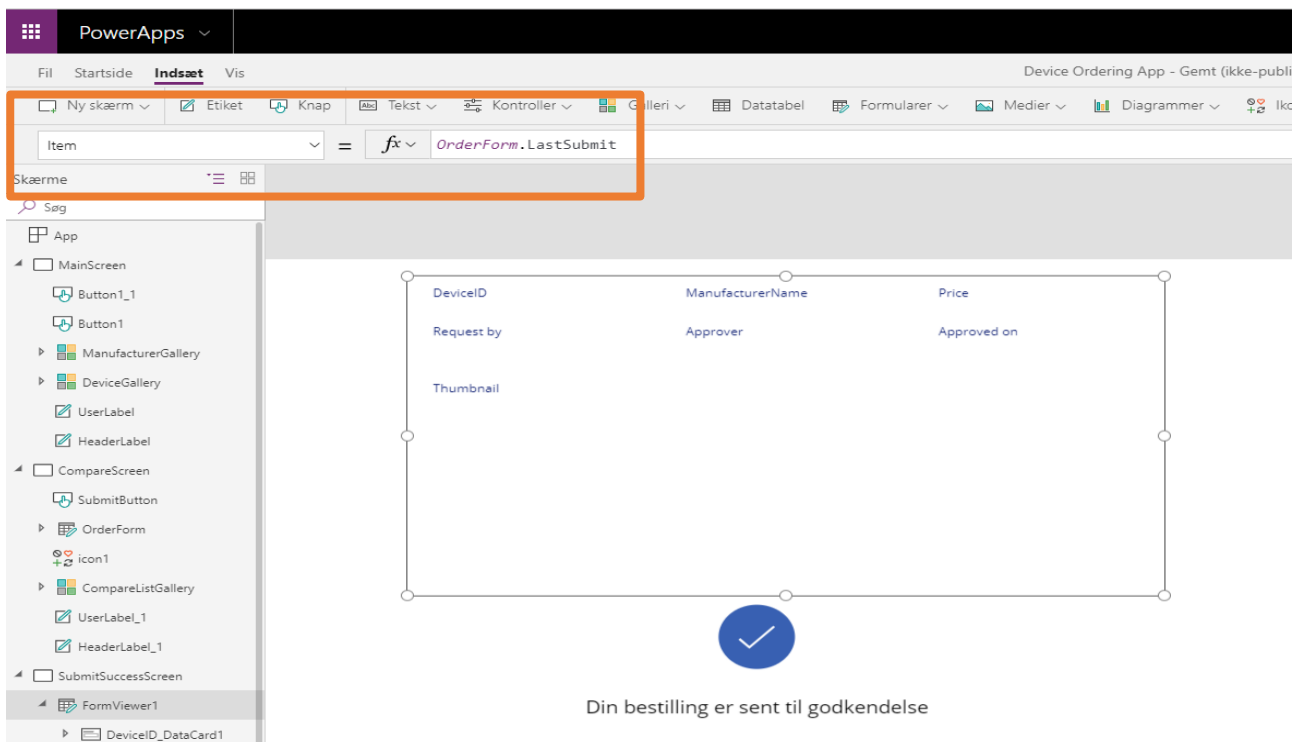 PowerApps
Fil Startside Indsæt Vis Device Ordering App - Gemt (ikke-publi
Ny skærm Etiket Knap Abc Tekst Kontroller Galleri Datatabel Formularer Medier Diagrammer Iko
Item = fx OrderForm.LastSubmit
Skærme
Søg
App
MainScreen
Button1_1
Button1
ManufacturerGallery
DeviceGallery
UserLabel
HeaderLabel
CompareScreen
SubmitButton
OrderForm
icon1
CompareListGallery
UserLabel_1
HeaderLabel_1
SubmitSuccessScreen
FormViewer1
DeviceID_DataCard1
DeviceID ManufacturerName Price
Request by Approver Approved on
Thumbnail
Din bestilling er sent til godkendelse